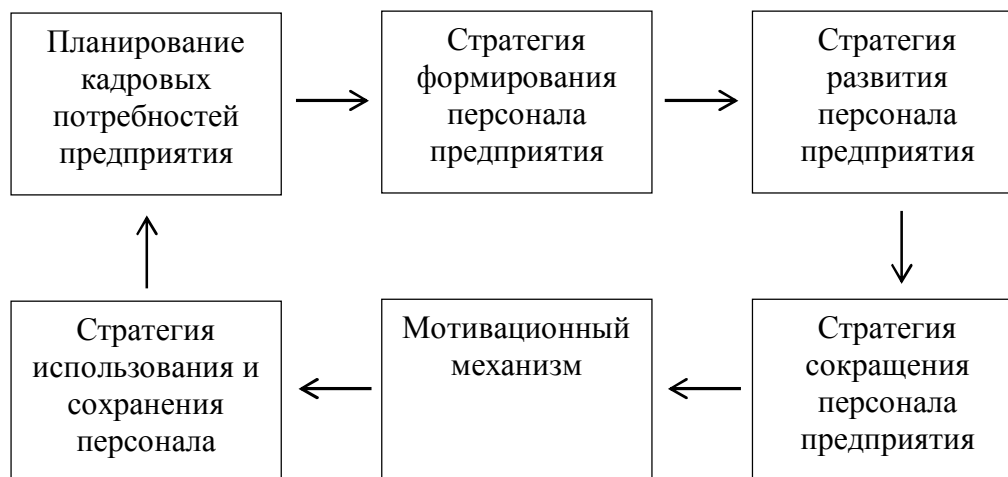 Планирование
кадровых
потребностей
предприятия
Стратегия
формирования
персонала
предприятия
Стратегия
развития
персонала
предприятия
Стратегия
сокращения
персонала
предприятия
Мотивационный
механизм
Стратегия
использования и
сохранения
персонала